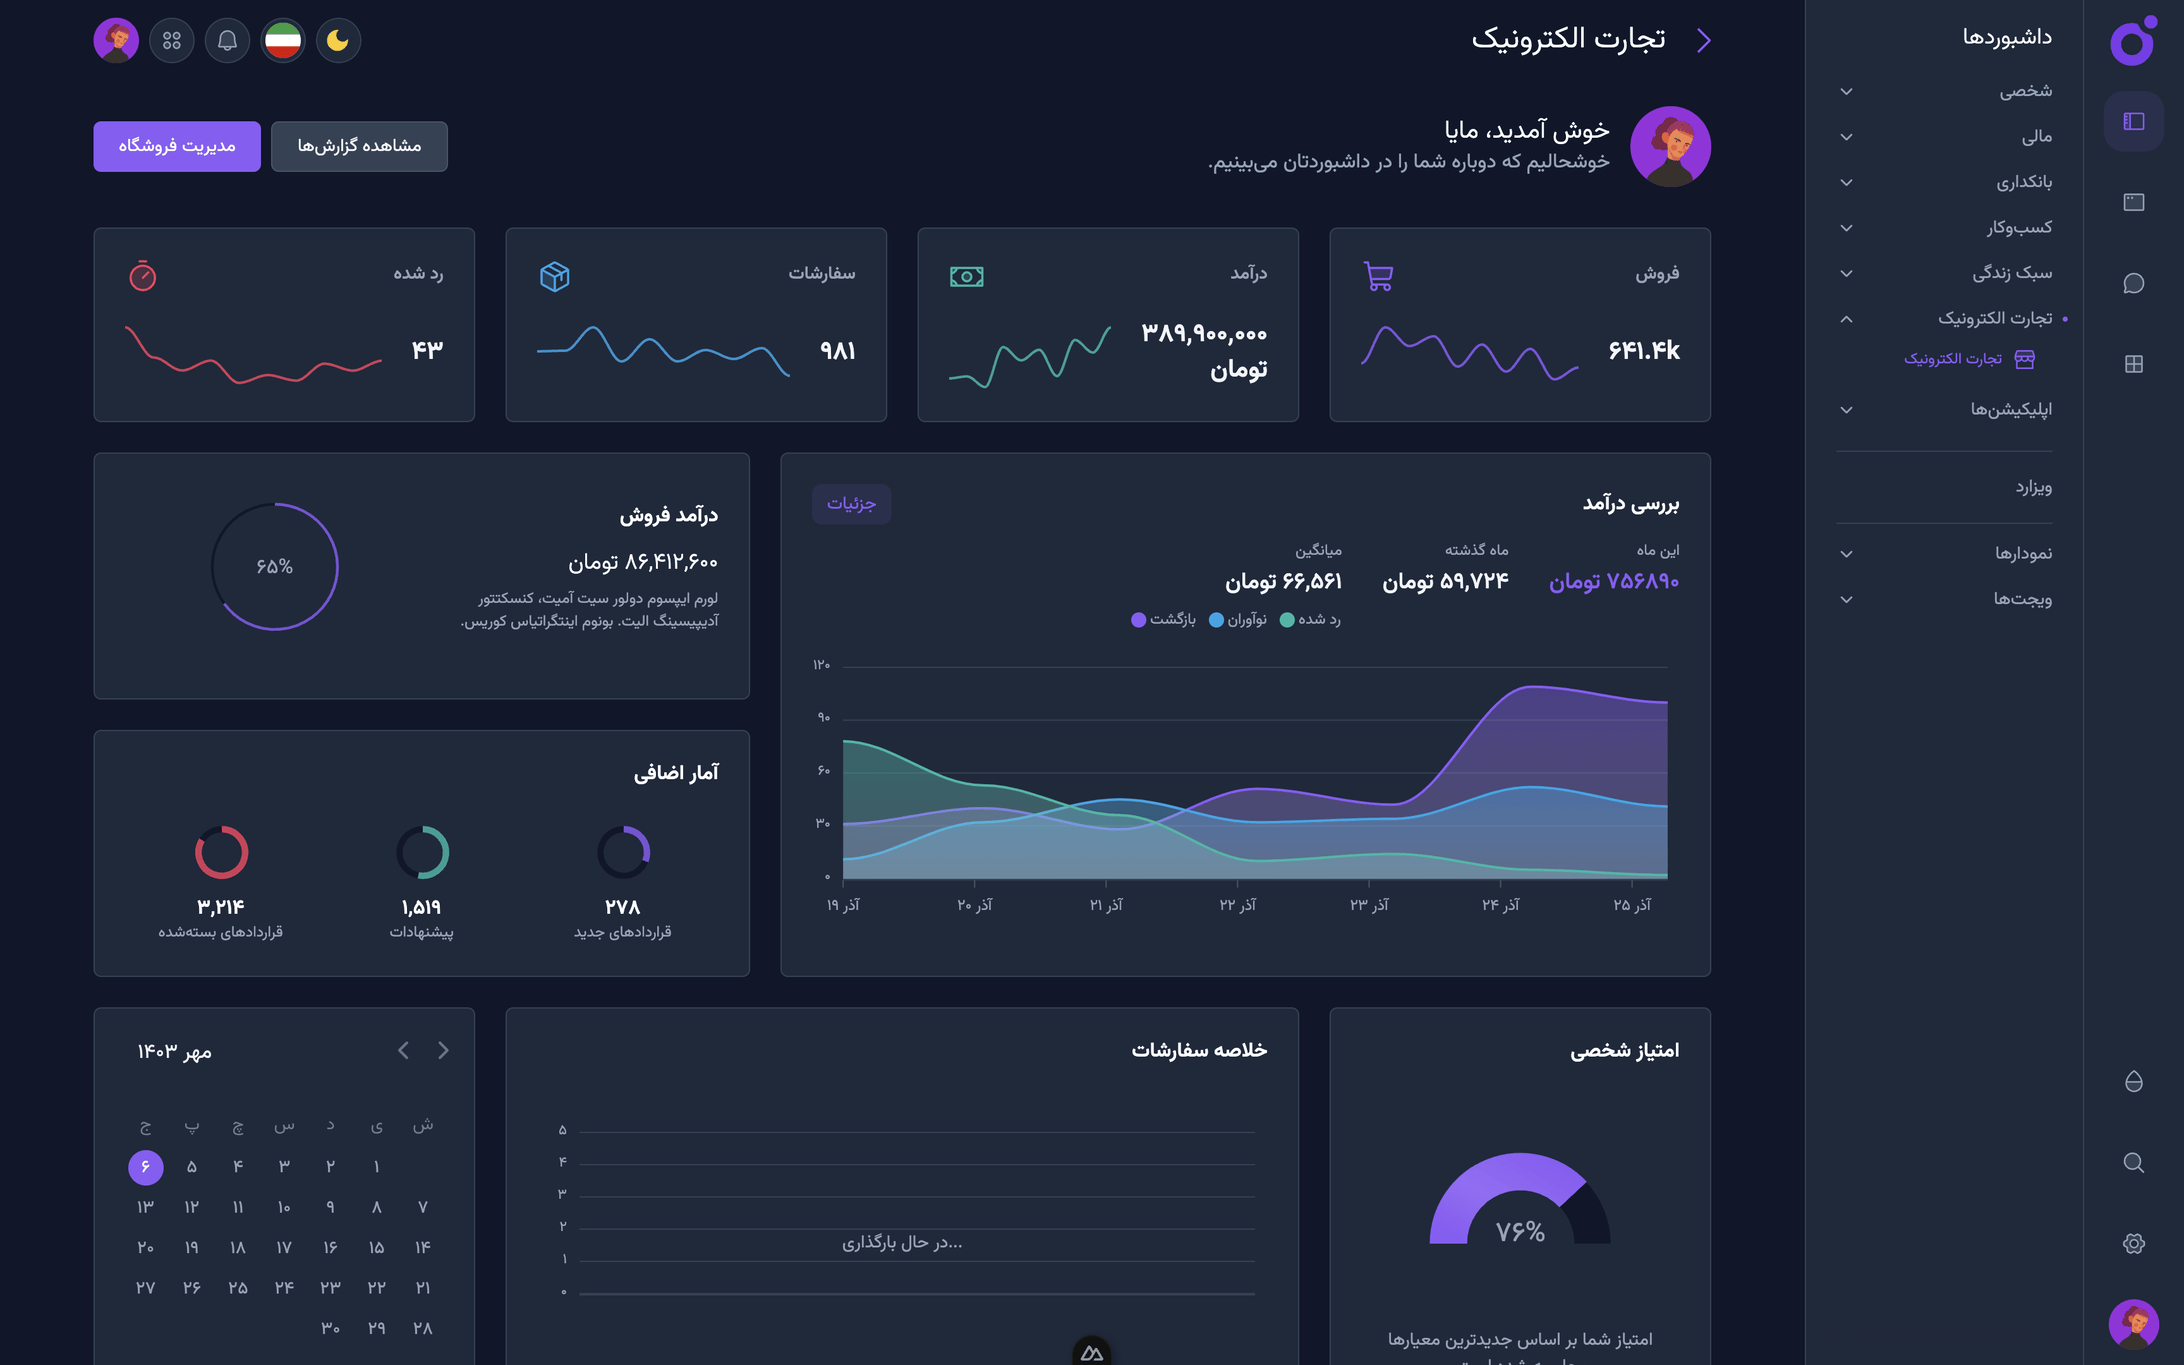 داشبوردها
شخصی
مالی
بانکداری
کسب‌وکار
سبک زندگی
تجارت الکترونیک
تجارت الکترونیک
اپلیکیشن‌ها
ویزارد
نمودارها
ویجت‌ها
تجارت الکترونیک
خوش آمدید، مایا
خوشحالیم که دوباره شما را در داشبوردتان می‌بینیم.
مشاهده گزارش‌ها
مدیریت فروشگاه
فروش
۶۴۱.۴k
درآمد
۳۸۹,۹۰۰,۰۰۰
تومان
سفارشات
۹۸۱
رد شده
۴۳
بررسی درآمد
جزئیات
این ماه
۷۵۶۸۹۰ تومان
ماه گذشته
۵۹,۷۲۴ تومان
میانگین
۶۶,۵۶۱ تومان
رد شده
نوآوران
بازگشت
۱۲۰
۹۰
۶۰
۳۰
۰
۱۹ آذر
۲۰ آذر
۲۱ آذر
۲۲ آذر
۲۳ آذر
۲۴ آذر
۲۵ آذر
درآمد فروش
۸۶,۴۱۲,۶۰۰ تومان
لورم ایپسوم دولور سیت آمیت، کنسکتتور
آدیپیسینگ الیت. بونوم اینتگراتیاس کوریس.
۶۵%
آمار اضافی
۲۷۸
قراردادهای جدید
۱,۵۱۹
پیشنهادات
۳,۲۱۴
قراردادهای بسته‌شده
امتیاز شخصی
۷۶%
امتیاز شما بر اساس جدیدترین معیارها
خلاصه سفارشات
۵
۴
۳
۲
۱
۰
در حال بارگذاری...
مهر ۱۴۰۳
ش ی د س چ پ ج
۱ ۲ ۳ ۴ ۵ ۶
۷ ۸ ۹ ۱۰ ۱۱ ۱۲ ۱۳
۱۴ ۱۵ ۱۶ ۱۷ ۱۸ ۱۹ ۲۰
۲۱ ۲۲ ۲۳ ۲۴ ۲۵ ۲۶ ۲۷
۲۸ ۲۹ ۳۰